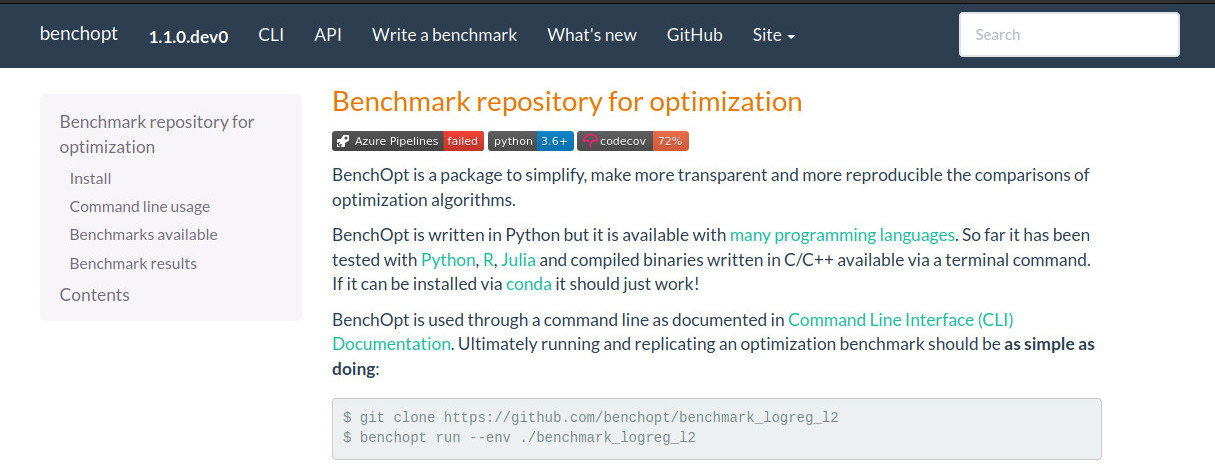 benchopt 1.1.0.dev0 CLI API Write a benchmark What's new GitHub Site Search
Benchmark repository for
optimization
Install
Command line usage
Benchmarks available
Benchmark results
Contents
Benchmark repository for optimization
Azure Pipelines failed python 3.6+ codecov 72%
BenchOpt is a package to simplify, make more transparent and more reproducible the comparisons of
optimization algorithms.
BenchOpt is written in Python but it is available with many programming languages. So far it has been
tested with Python, R, Julia and compiled binaries written in C/C++ available via a terminal command.
If it can be installed via conda it should just work!
BenchOpt is used through a command line as documented in Command Line Interface (CLI)
Documentation. Ultimately running and replicating an optimization benchmark should be as simple as
doing:
$ git clone https://github.com/benchopt/benchmark_logreg_l2
$ benchopt run --env ./benchmark_logreg_l2